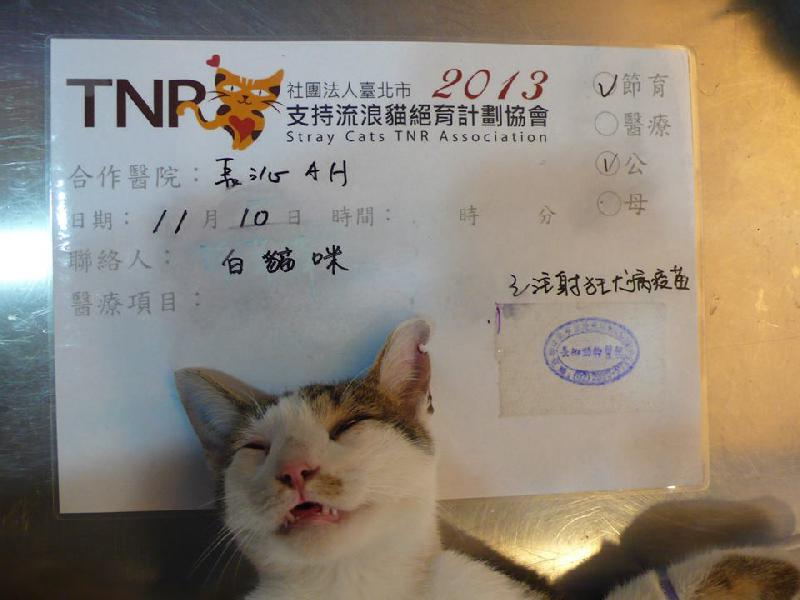 TNR
社團法人臺北市 2013
支持流浪貓絕育計劃協會
Stray Cats TNR Association
合作醫院：長沁 AH
日期： 11 月 10 日 時間： 時 分
聯絡人： 白貓咪
醫療項目：
節育
醫療
公
母
已注射狂犬病疫苗